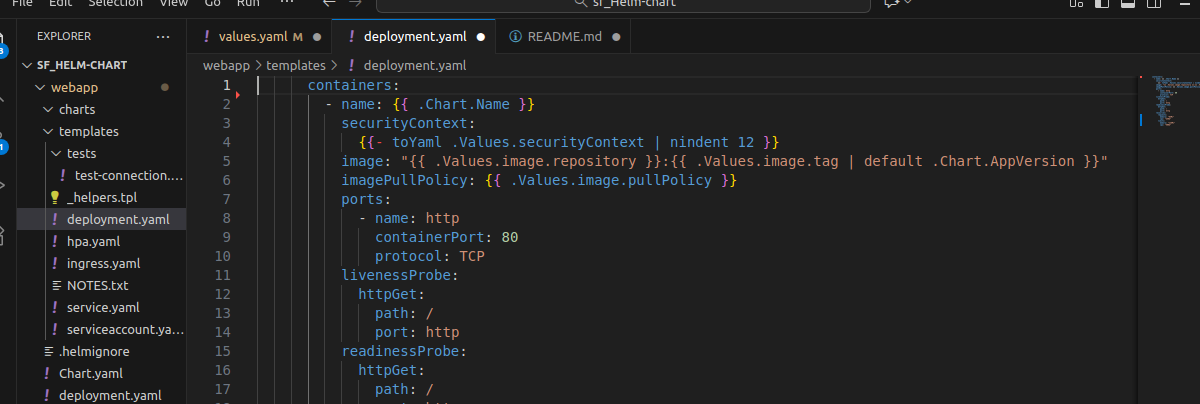 File Edit Selection View Go Run ...
sf_Helm-chart
EXPLORER ...
SF_HELM-CHART
webapp
charts
templates
tests
! test-connection....
_helpers.tpl
! deployment.yaml
! hpa.yaml
! ingress.yaml
NOTES.txt
! service.yaml
! serviceaccount.ya...
.helmignore
! Chart.yaml
! deployment.yaml
! values.yaml M
! deployment.yaml
README.md
webapp > templates > ! deployment.yaml
1 containers:
2 - name: {{ .Chart.Name }}
3 securityContext:
4 {{- toYaml .Values.securityContext | nindent 12 }}
5 image: "{{ .Values.image.repository }}:{{ .Values.image.tag | default .Chart.AppVersion }}"
6 imagePullPolicy: {{ .Values.image.pullPolicy }}
7 ports:
8 - name: http
9 containerPort: 80
10 protocol: TCP
11 livenessProbe:
12 httpGet:
13 path: /
14 port: http
15 readinessProbe:
16 httpGet:
17 path: /